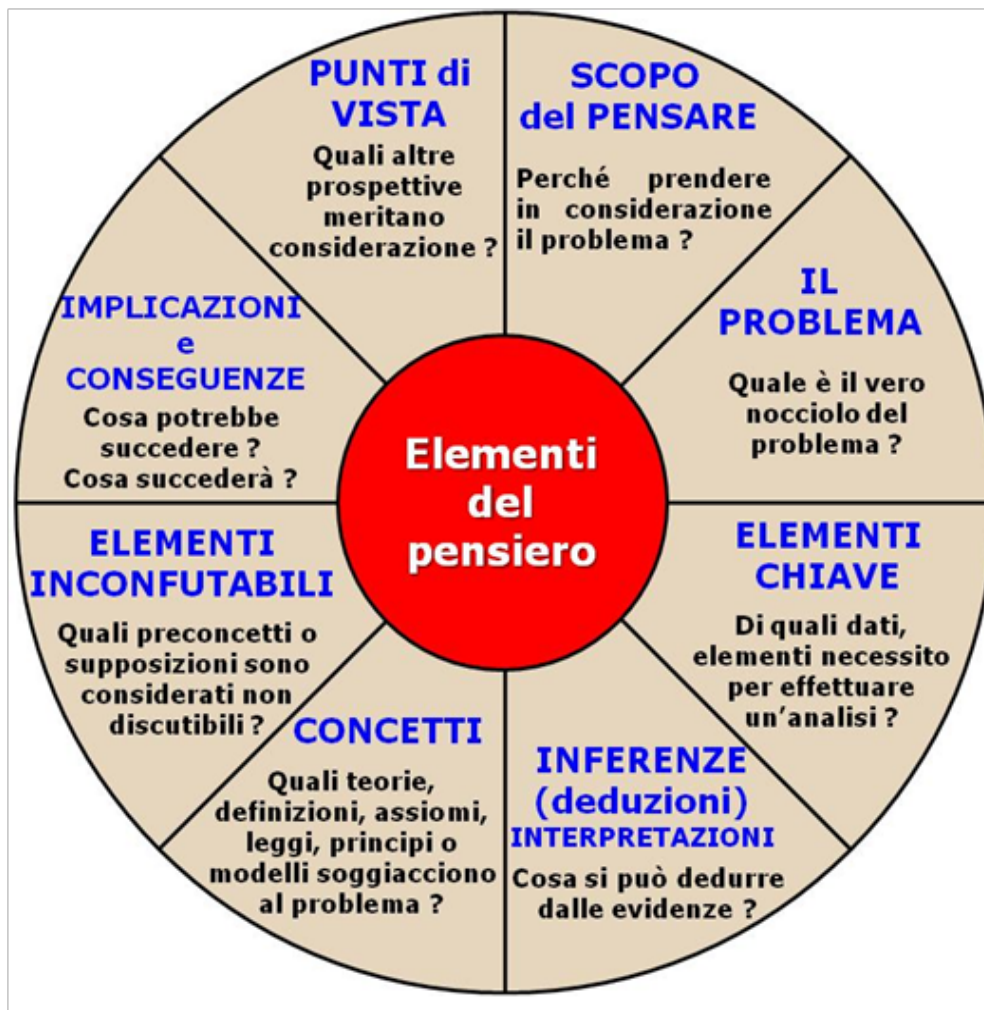 PUNTI di
VISTA
Quali altre
prospettive
meritano
considerazione ?
SCOPO
del PENSARE
Perché prendere
in considerazione
il problema ?
IL
PROBLEMA
Quale è il vero
nocciolo del
problema ?
ELEMENTI
CHIAVE
Di quali dati,
elementi necessito
per effettuare
un'analisi ?
INFERENZE
(deduzioni)
INTERPRETAZIONI
Cosa si può dedurre
dalle evidenze ?
CONCETTI
Quali teorie,
definizioni, assiomi,
leggi, principi o
modelli soggiacciono
al problema ?
ELEMENTI
INCONFUTABILI
Quali preconcetti o
supposizioni sono
considerati non
discutibili ?
IMPLICAZIONI
e
CONSEGUENZE
Cosa potrebbe
succedere ?
Cosa succederà ?
Elementi
del
pensiero